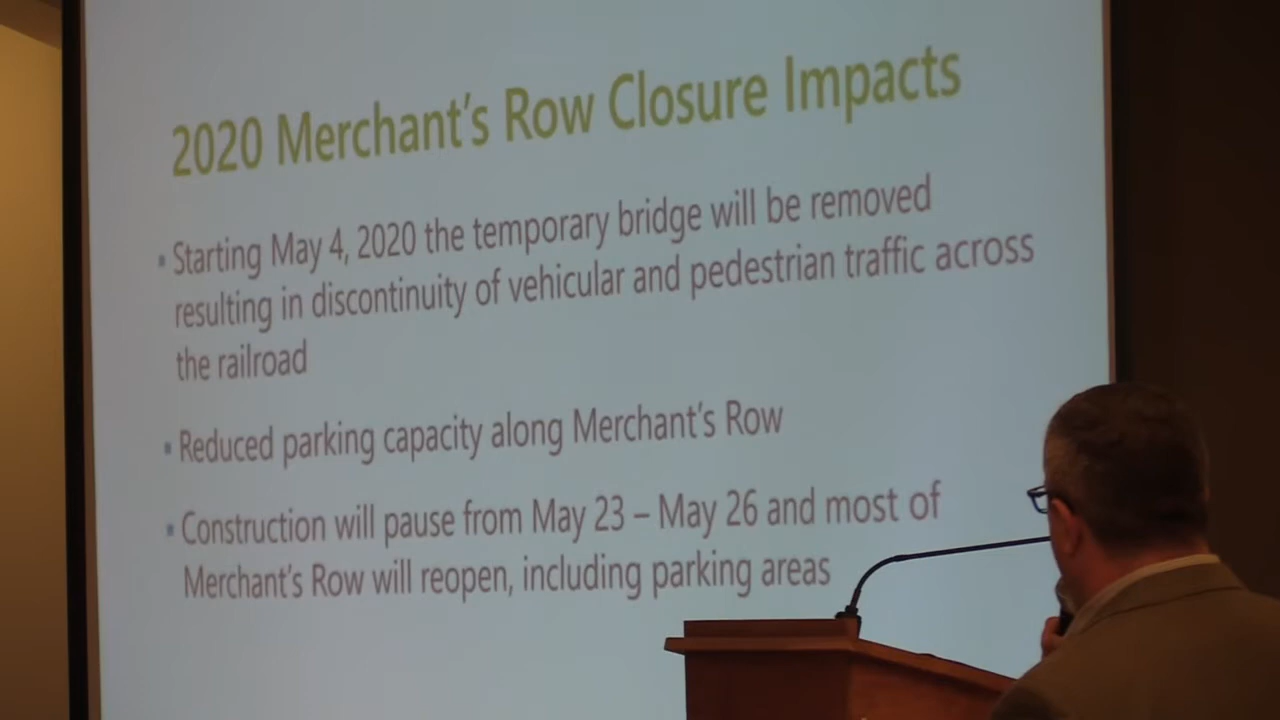 2020 Merchant's Row Closure Impacts
▪ Starting May 4, 2020 the temporary bridge will be removed
resulting in discontinuity of vehicular and pedestrian traffic across
the railroad
▪ Reduced parking capacity along Merchant's Row
▪ Construction will pause from May 23 – May 26 and most of
Merchant's Row will reopen, including parking areas